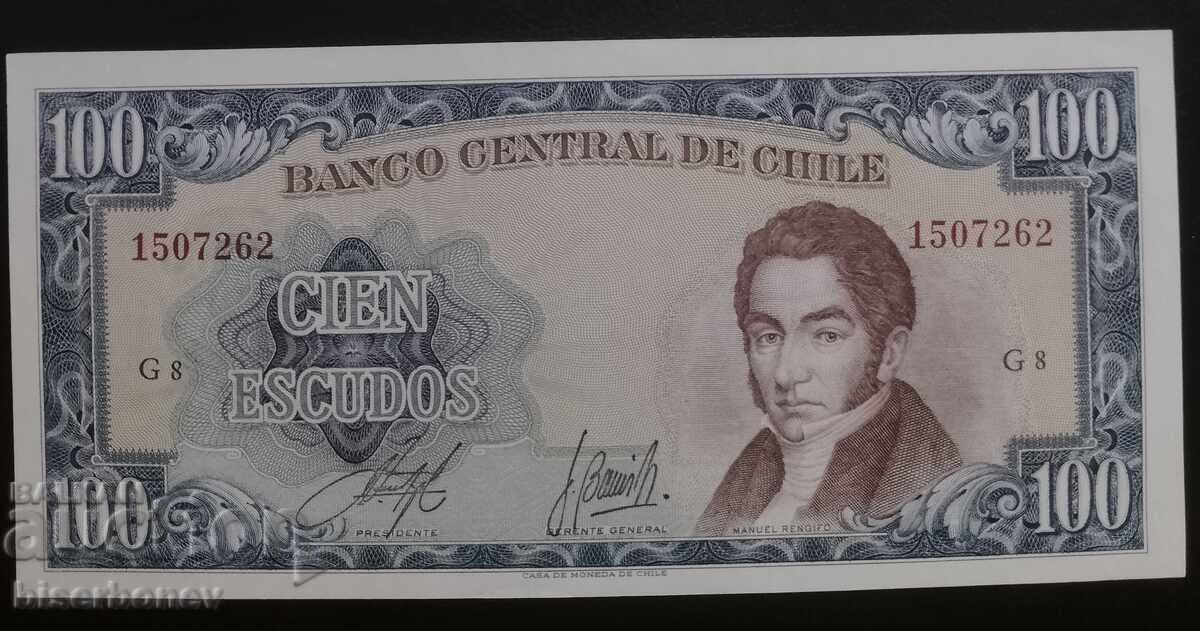 100 100
BANCO CENTRAL DE CHILE
1507262 1507262
CIEN
ESCUDOS
G 8 G 8
100 100
PRESIDENTE GERENTE GENERAL MANUEL RENGIFO
CASA DE MONEDA DE CHILE
biserbonev